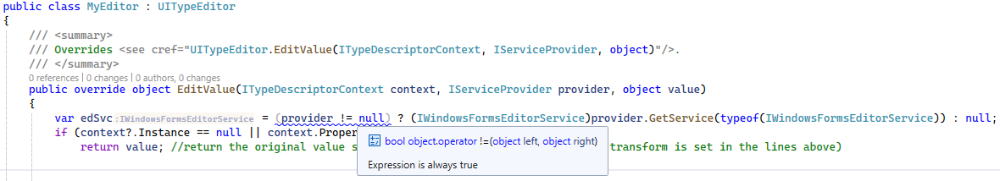 public class MyEditor : UITypeEditor
{
/// <summary>
/// Overrides <see cref="UITypeEditor.EditValue(ITypeDescriptorContext, IServiceProvider, object)"/>.
/// </summary>
0 references | 0 changes | 0 authors, 0 changes
public override object EditValue(ITypeDescriptorContext context, IServiceProvider provider, object value)
{
var edSvc :IWindowsFormsEditorService = (provider != null) ? (IWindowsFormsEditorService)provider.GetService(typeof(IWindowsFormsEditorService)) : null;
if (context?.Instance == null || context.Proper
bool object.operator !=(object left, object right)
return value; //return the original value s transform is set in the lines above)
Expression is always true